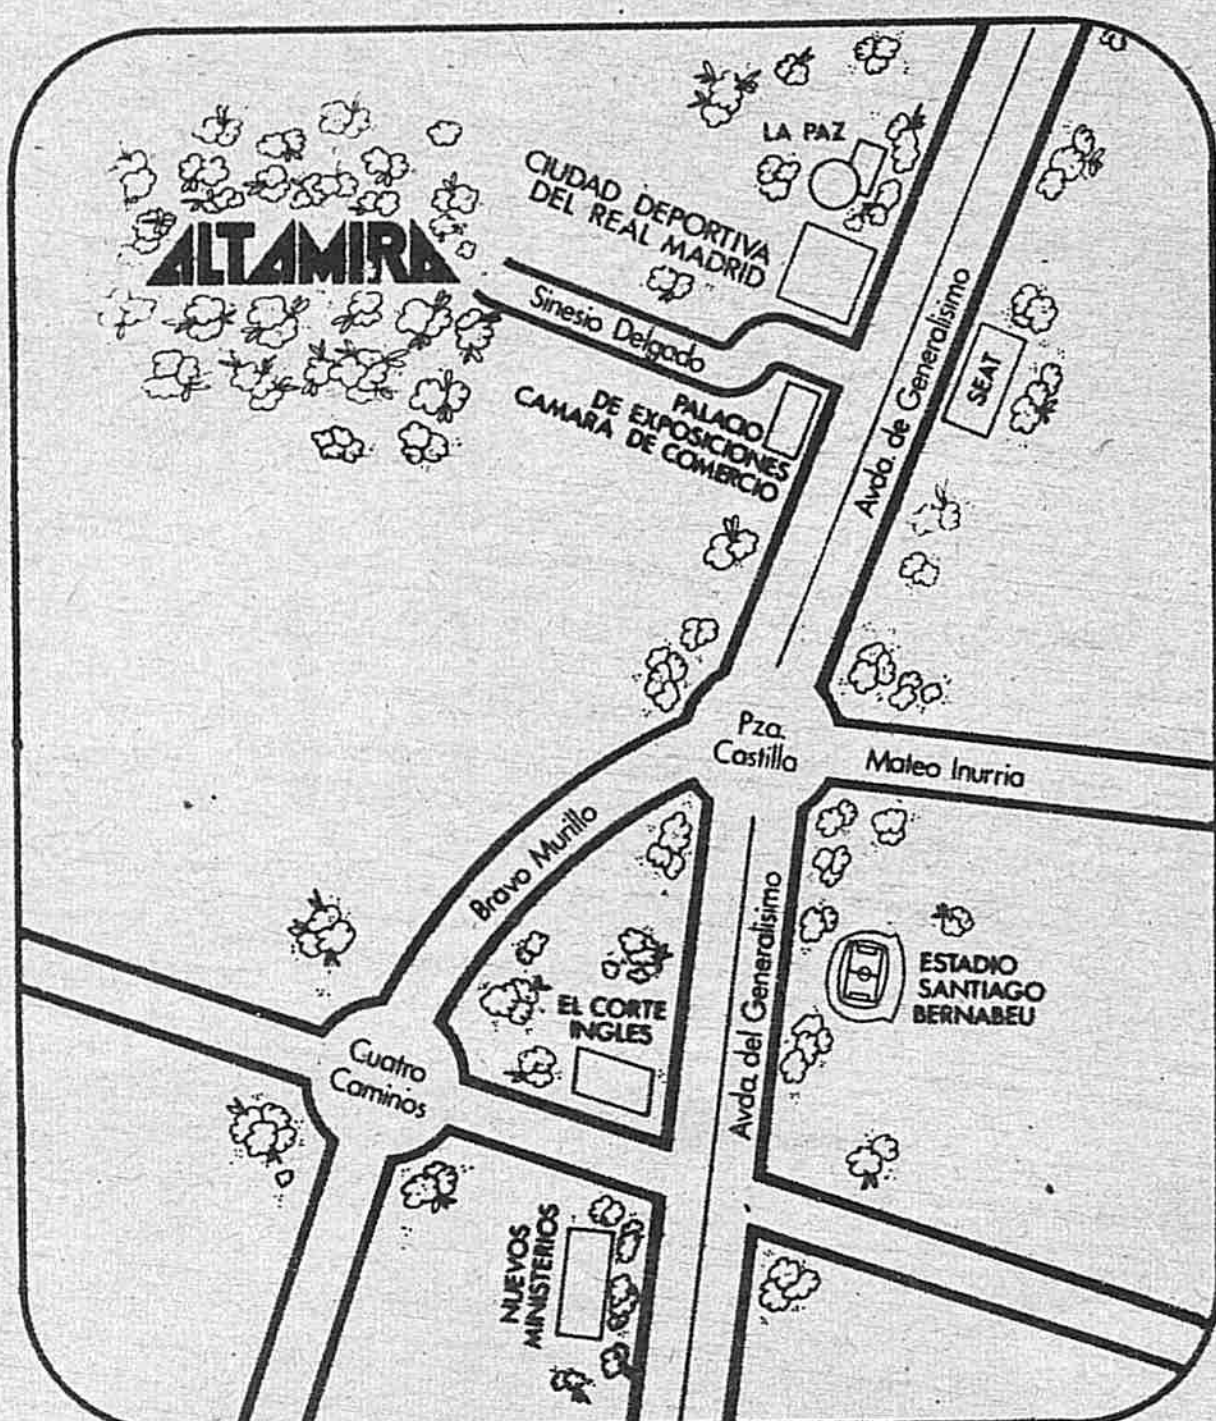 LA PAZ
CIUDAD DEPORTIVA
DEL REAL MADRID
ALTAMIRA
Sinesio Delgado
Avda. de Generalisimo
SEAT
PALACIO
DE EXPOSICIONES
CAMARA DE COMERCIO
Pza.
Castilla
Mateo Inurria
Bravo Murillo
Avda. del Generalisimo
ESTADIO
SANTIAGO
BERNABEU
EL CORTE
INGLES
Cuatro
Caminos
NUEVOS
MINISTERIOS